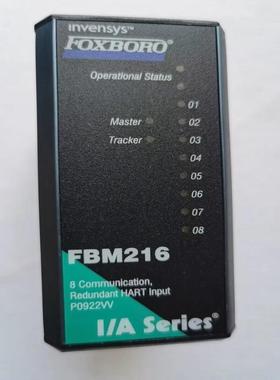 invensys™
FOXBORO®
Operational Status
01
Master 02
Tracker 03
04
05
06
07
08
FBM216
8 Communication,
Redundant HART Input
P0922VV
I/A Series®